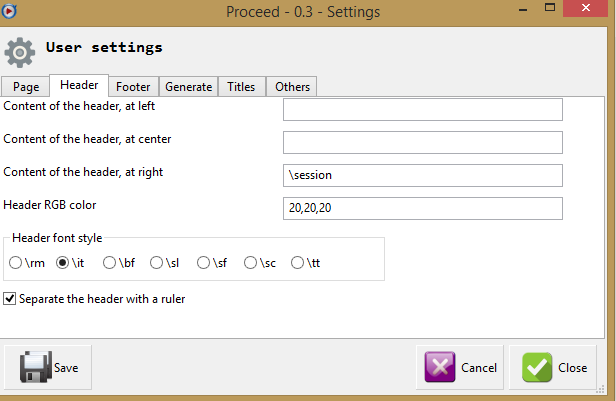 Proceed - 0.3 - Settings
User settings
Page Header Footer Generate Titles Others
Content of the header, at left
Content of the header, at center
Content of the header, at right \session
Header RGB color 20,20,20
Header font style
\rm \it \bf \sl \sf \sc \tt
Separate the header with a ruler
Save Cancel Close